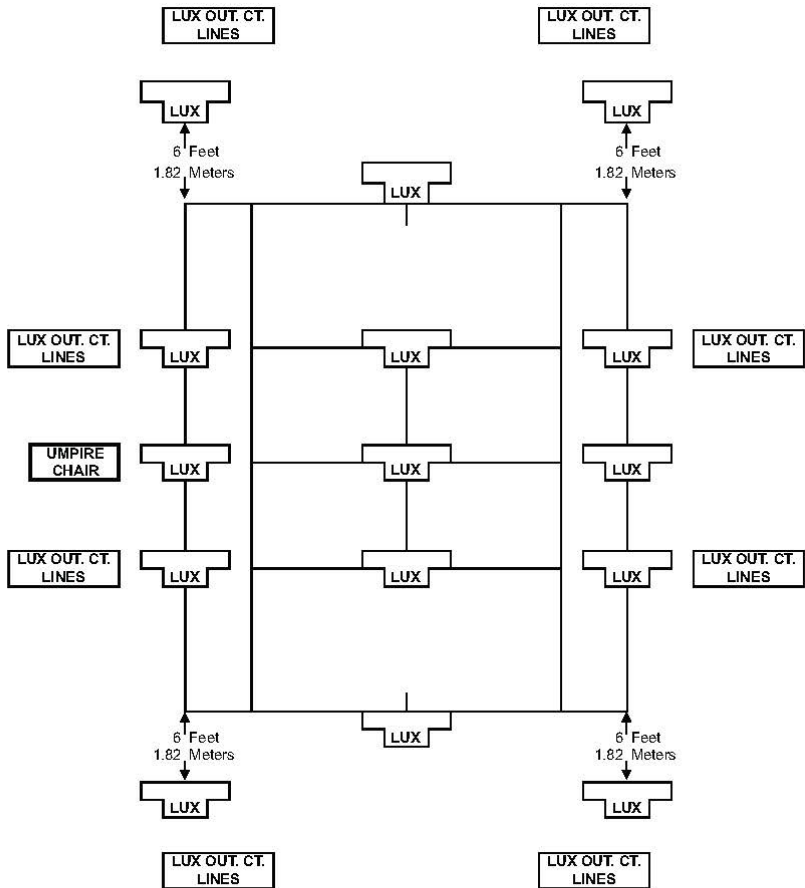 LUX OUT. CT.
LINES
LUX OUT. CT.
LINES
LUX
LUX
6 Feet
1.82 Meters
6 Feet
1.82 Meters
LUX
LUX OUT. CT.
LINES
LUX
LUX
LUX
LUX OUT. CT.
LINES
UMPIRE
CHAIR
LUX
LUX
LUX
LUX OUT. CT.
LINES
LUX
LUX
LUX
LUX OUT. CT.
LINES
LUX
6 Feet
1.82 Meters
6 Feet
1.82 Meters
LUX
LUX
LUX OUT. CT.
LINES
LUX OUT. CT.
LINES